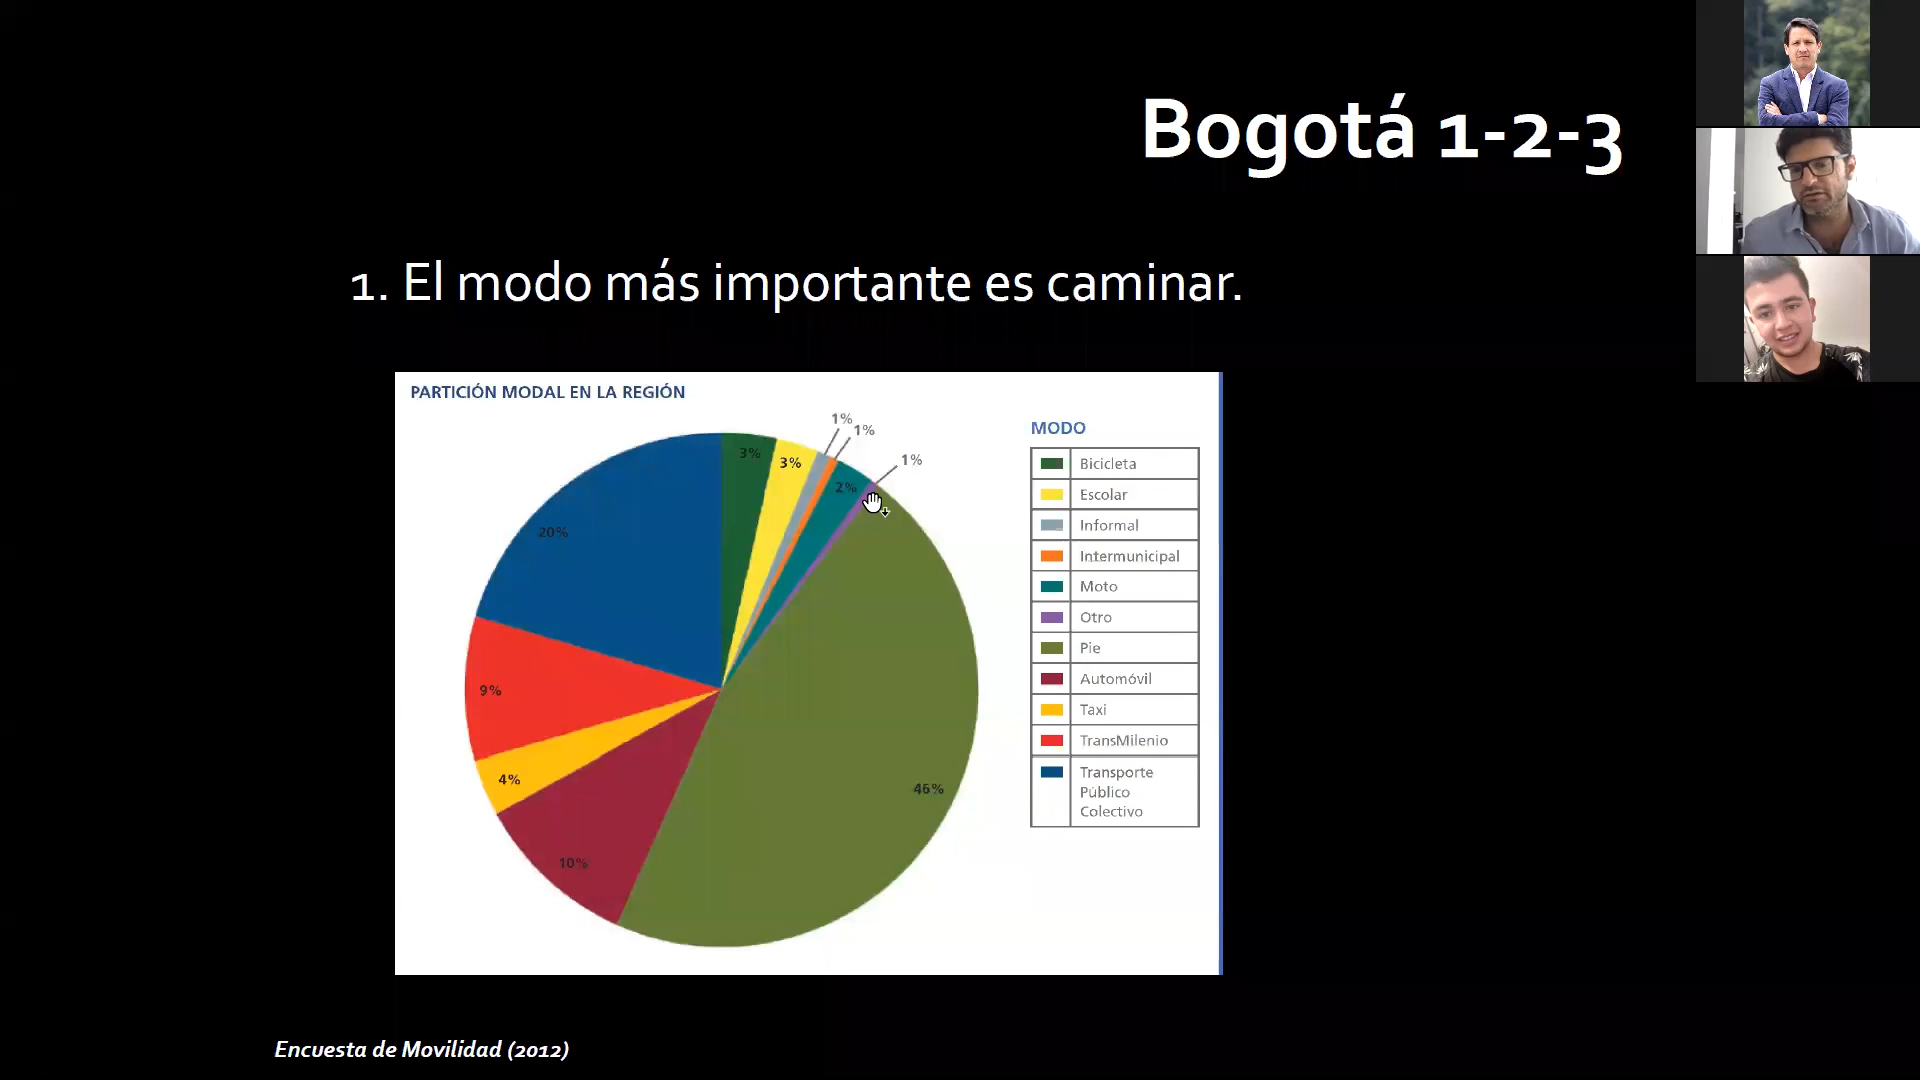 Bogotá 1-2-3
1. El modo más importante es caminar.
PARTICIÓN MODAL EN LA REGIÓN
1%
1%
1%
3%
3%
2%
20%
9%
4%
10%
46%
MODO
Bicicleta
Escolar
Informal
Intermunicipal
Moto
Otro
Pie
Automóvil
Taxi
TransMilenio
Transporte
Público
Colectivo
Encuesta de Movilidad (2012)